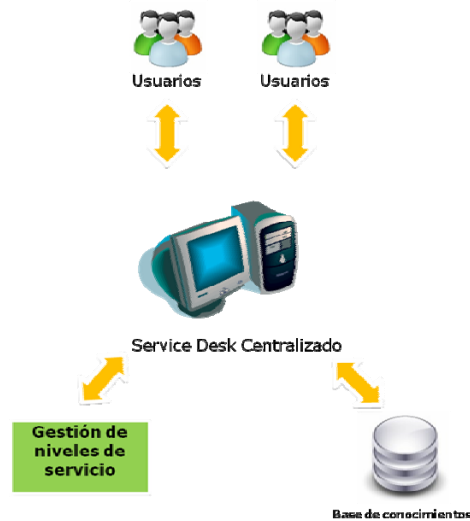 Usuarios
Usuarios
Service Desk Centralizado
Gestión de
niveles de
servicio
Base de conocimientos